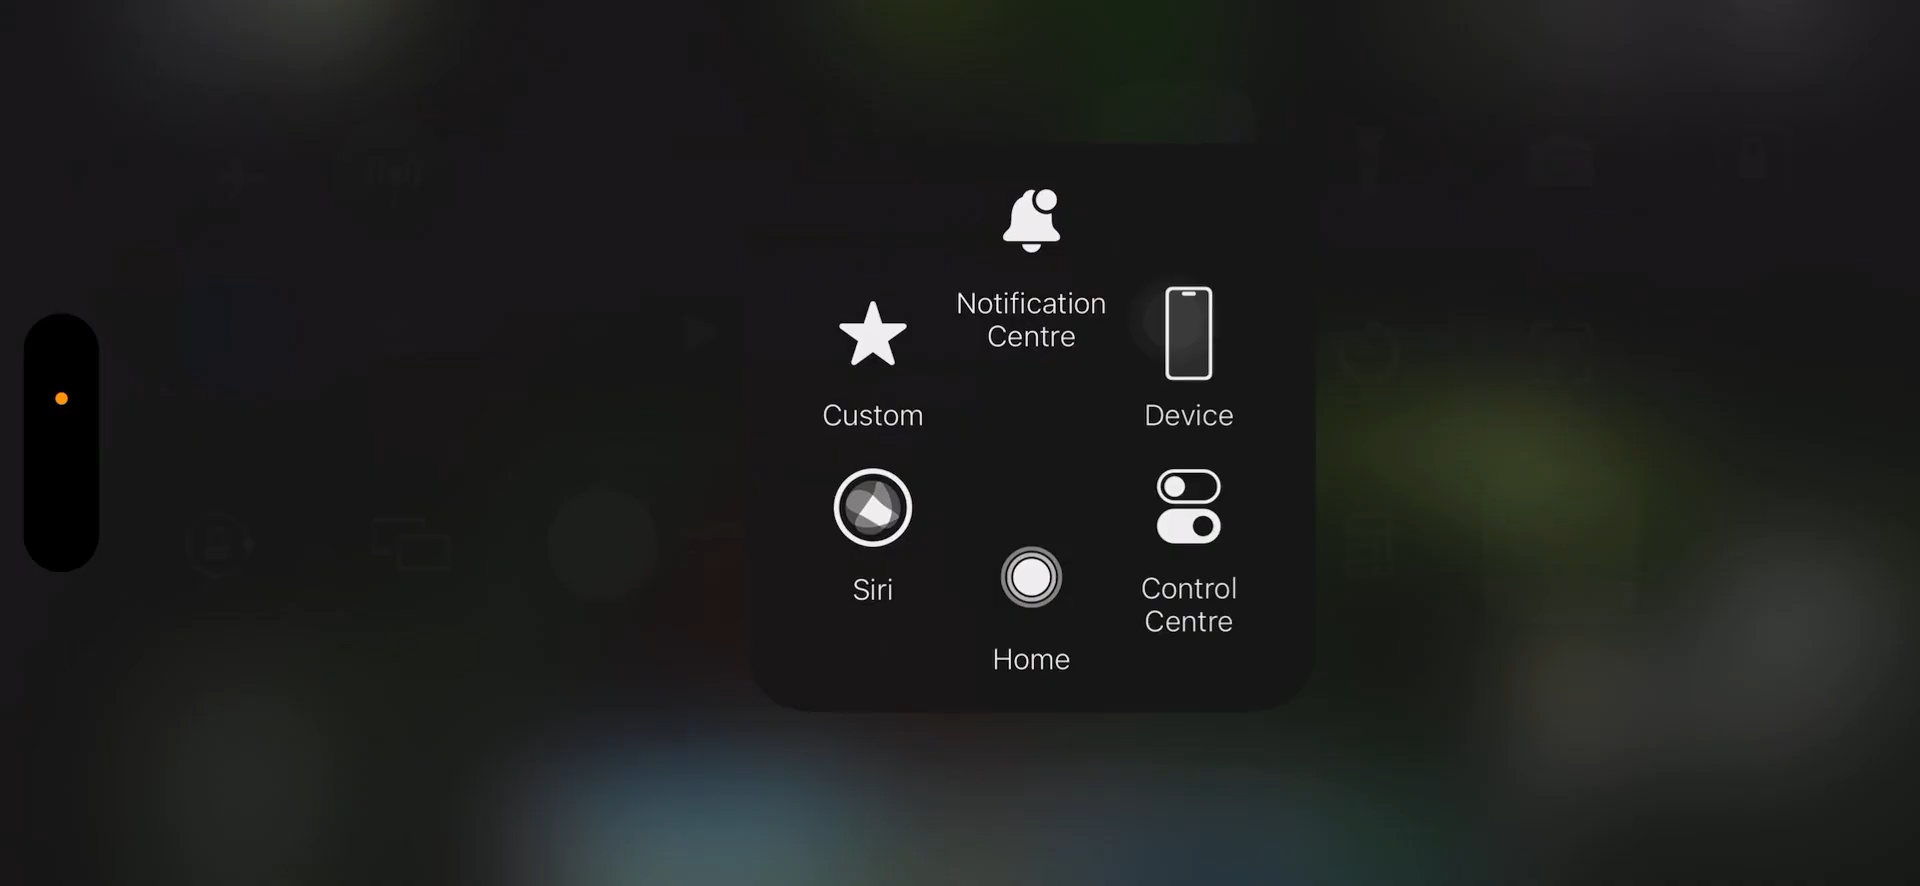 Notification
Centre
Custom
Device
Siri
Control
Centre
Home